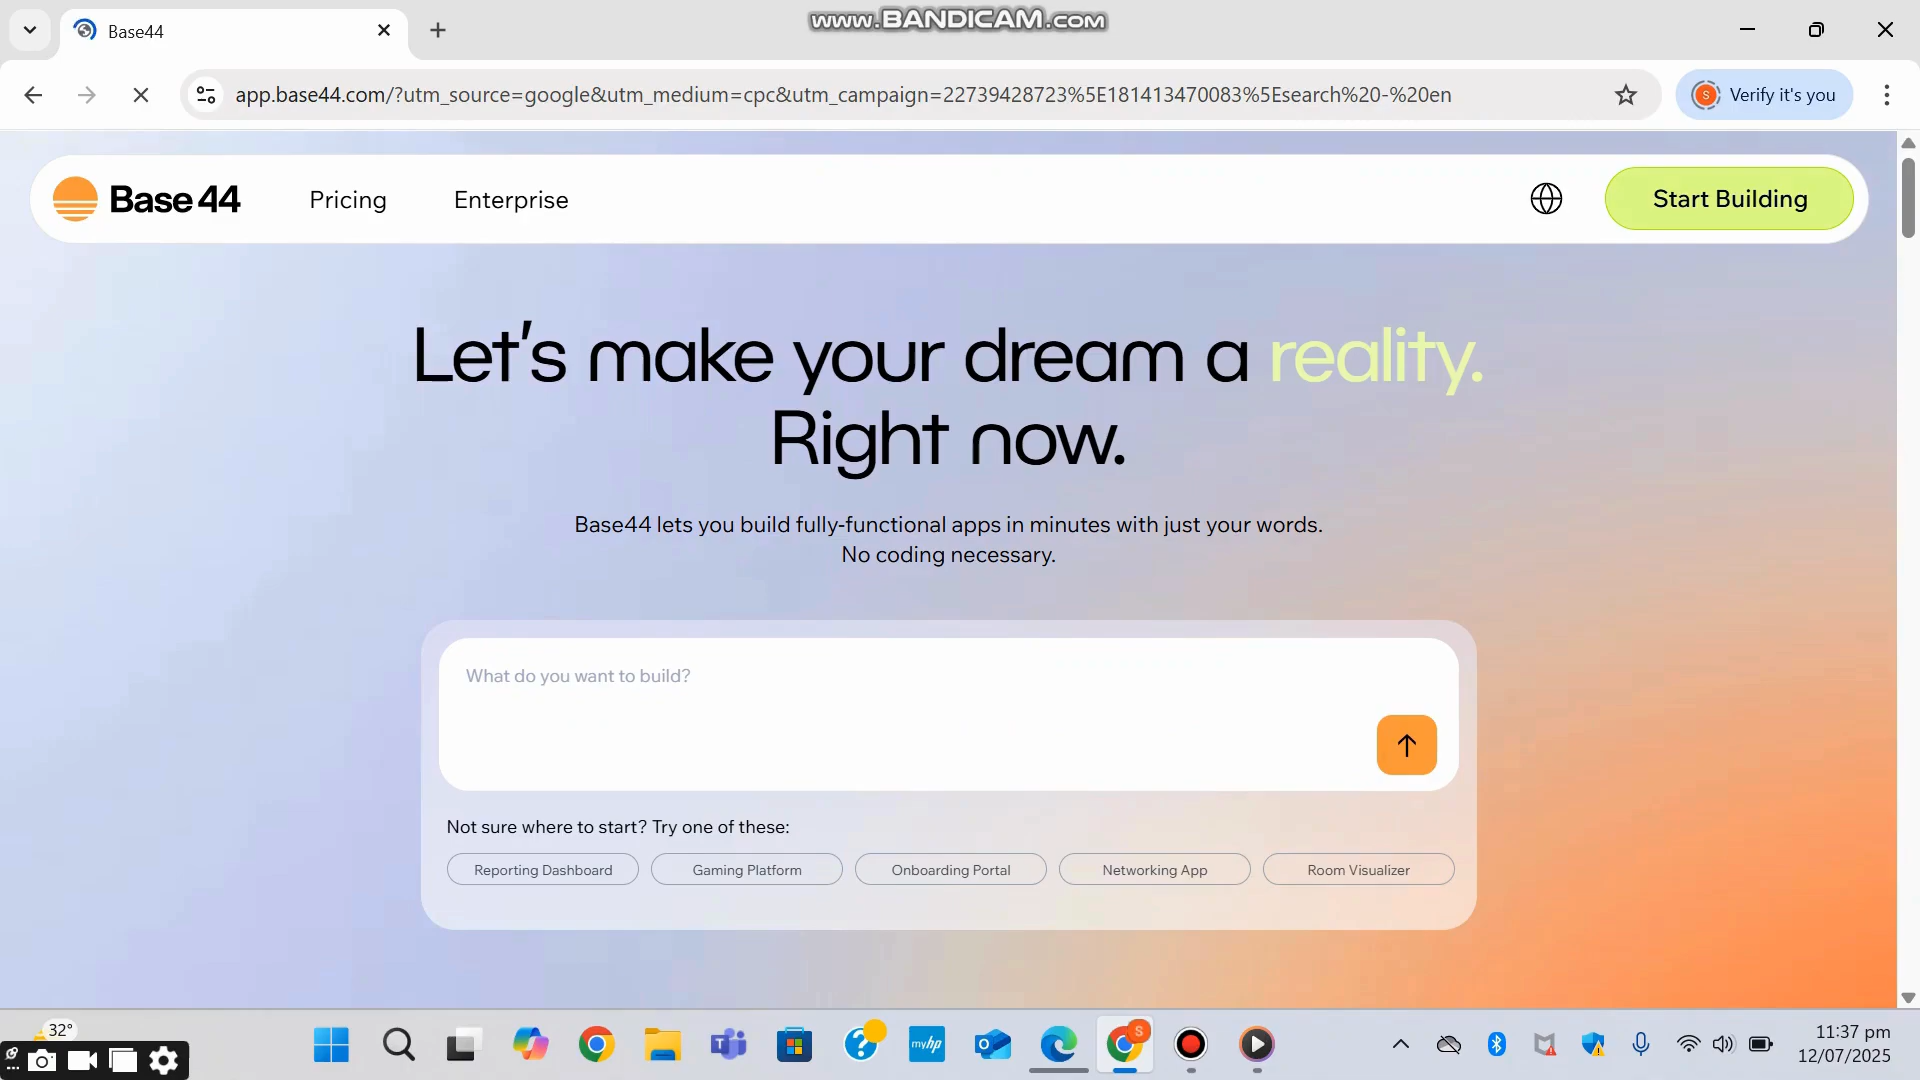 Base44
www.BANDICAM.com
app.base44.com/?utm_source=google&utm_medium=cpc&utm_campaign=22739428723%5E181413470083%5Esearch%20-%20en
S
Verify it's you
Base 44
Pricing
Enterprise
Start Building
Let's make your dream a reality.
Right now.
Base44 lets you build fully-functional apps in minutes with just your words.
No coding necessary.
What do you want to build?
Not sure where to start? Try one of these:
Reporting Dashboard
Gaming Platform
Onboarding Portal
Networking App
Room Visualizer
32°
myhp
S
11:37 pm
12/07/2025